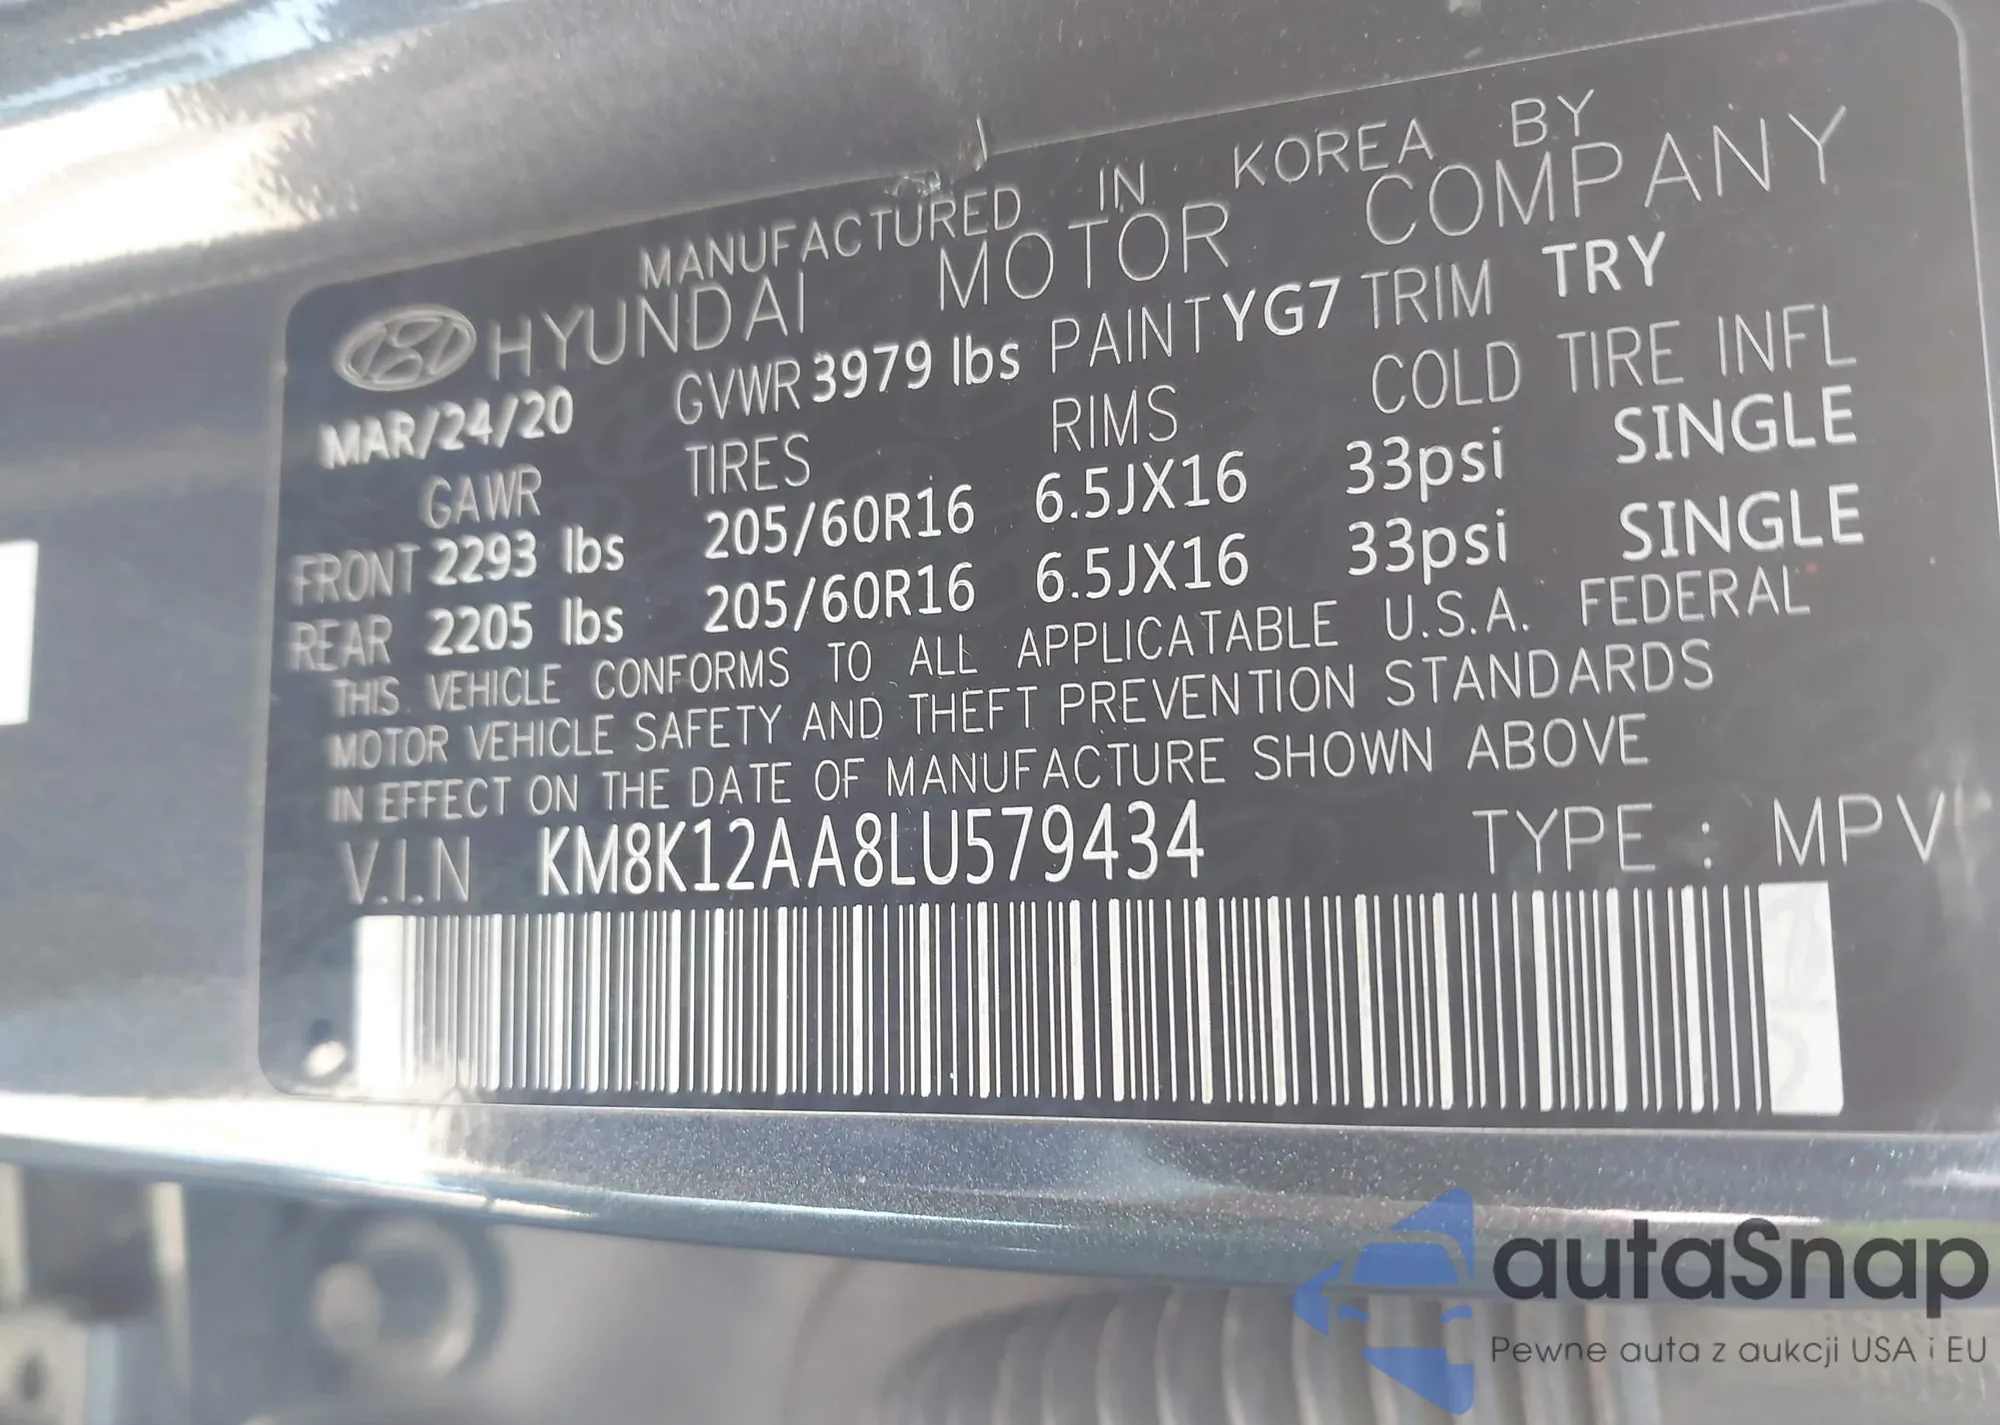 MANUFACTURED IN KOREA BY
HYUNDAI MOTOR COMPANY
MAR/24/20 GVWR 3979 lbs PAINT YG7 TRIM TRY
GAWR TIRES RIMS COLD TIRE INFL
FRONT 2293 lbs 205/60R16 6.5JX16 33psi SINGLE
REAR 2205 lbs 205/60R16 6.5JX16 33psi SINGLE
THIS VEHICLE CONFORMS TO ALL APPLICATABLE U.S.A. FEDERAL
MOTOR VEHICLE SAFETY AND THEFT PREVENTION STANDARDS
IN EFFECT ON THE DATE OF MANUFACTURE SHOWN ABOVE
V.I.N KM8K12AA8LU579434 TYPE : MPV
autaSnap
Pewne auta z aukcji USA i EU